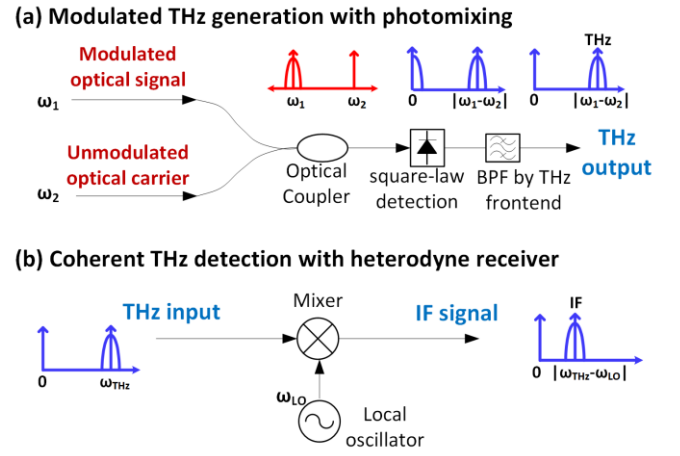 (a) Modulated THz generation with photomixing
Modulated
optical signal
ω₁
Unmodulated
optical carrier
ω₂
ω₁ ω₂
0 |ω₁-ω₂|
THz
0 |ω₁-ω₂|
Optical
Coupler
square-law
detection
BPF by THz
frontend
THz
output
(b) Coherent THz detection with heterodyne receiver
THz input
0 ωTHz
Mixer
ωLO
Local
oscillator
IF signal
IF
0 |ωTHz-ωLO|